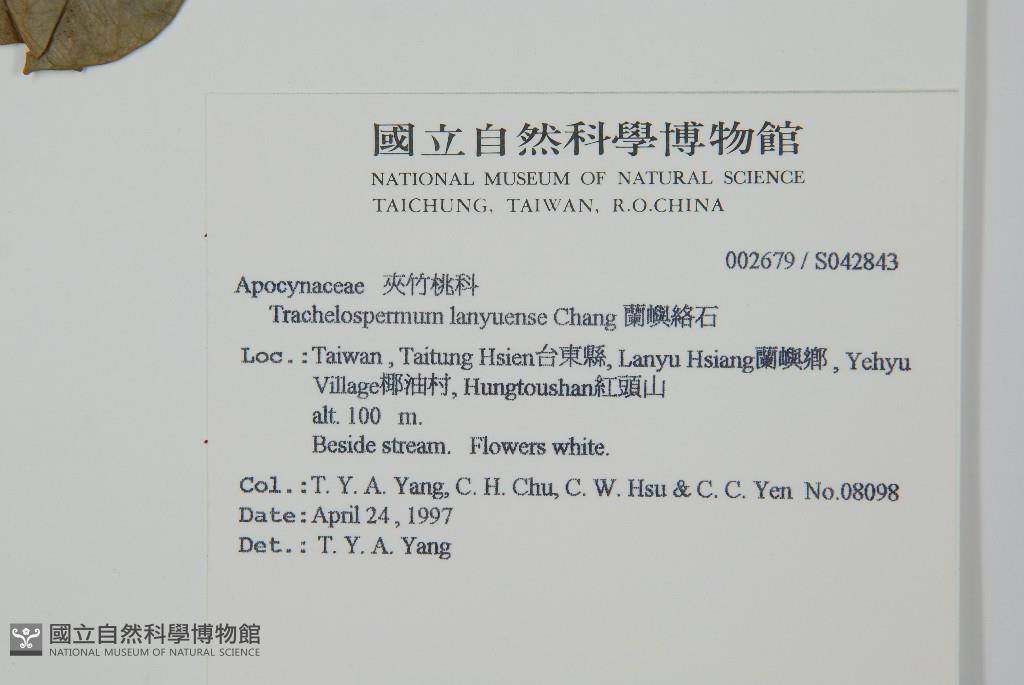 國立自然科學博物館
NATIONAL MUSEUM OF NATURAL SCIENCE
TAICHUNG, TAIWAN, R.O.CHINA
002679 / S042843
Apocynaceae 夾竹桃科
Trachelospermum lanyuense Chang 蘭嶼絡石
Loc.: Taiwan , Taitung Hsien台東縣, Lanyu Hsiang蘭嶼鄉 , Yehyu
Village椰油村, Hungtoushan紅頭山
alt. 100 m.
Beside stream. Flowers white.
Col.: T. Y. A. Yang, C. H. Chu, C. W. Hsu & C. C. Yen No.08098
Date: April 24 , 1997
Det.: T. Y. A. Yang
國立自然科學博物館
NATIONAL MUSEUM OF NATURAL SCIENCE